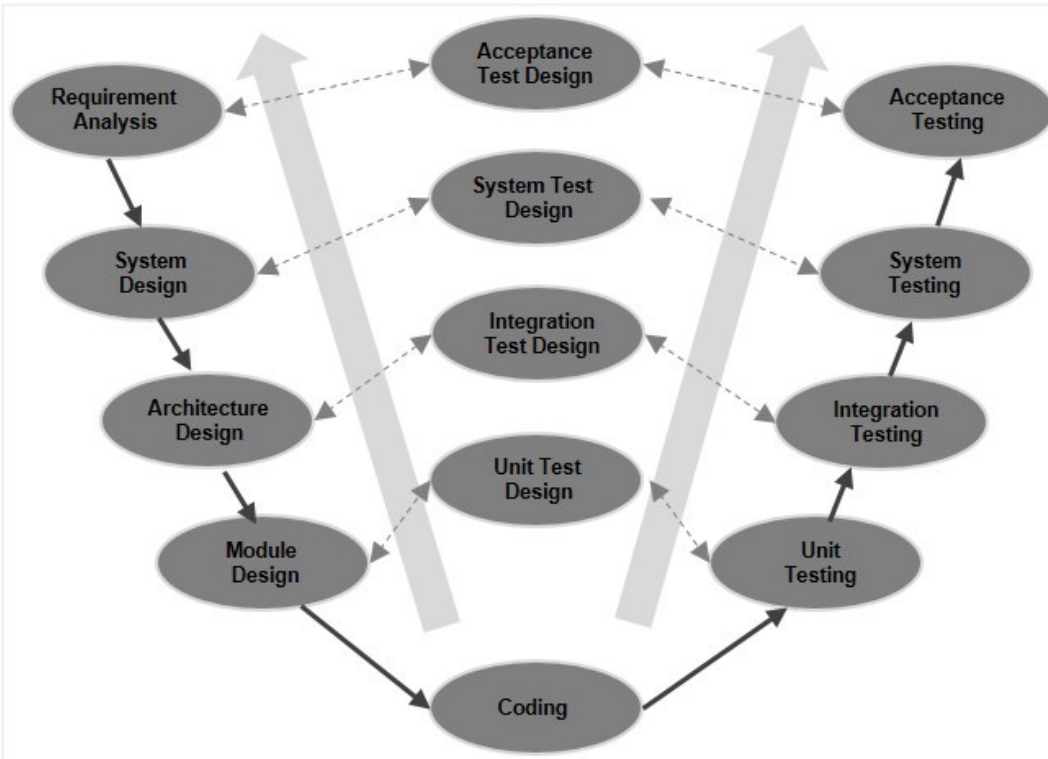 Acceptance
Test Design
Requirement
Analysis
Acceptance
Testing
System Test
Design
System
Design
System
Testing
Integration
Test Design
Architecture
Design
Integration
Testing
Unit Test
Design
Module
Design
Unit
Testing
Coding